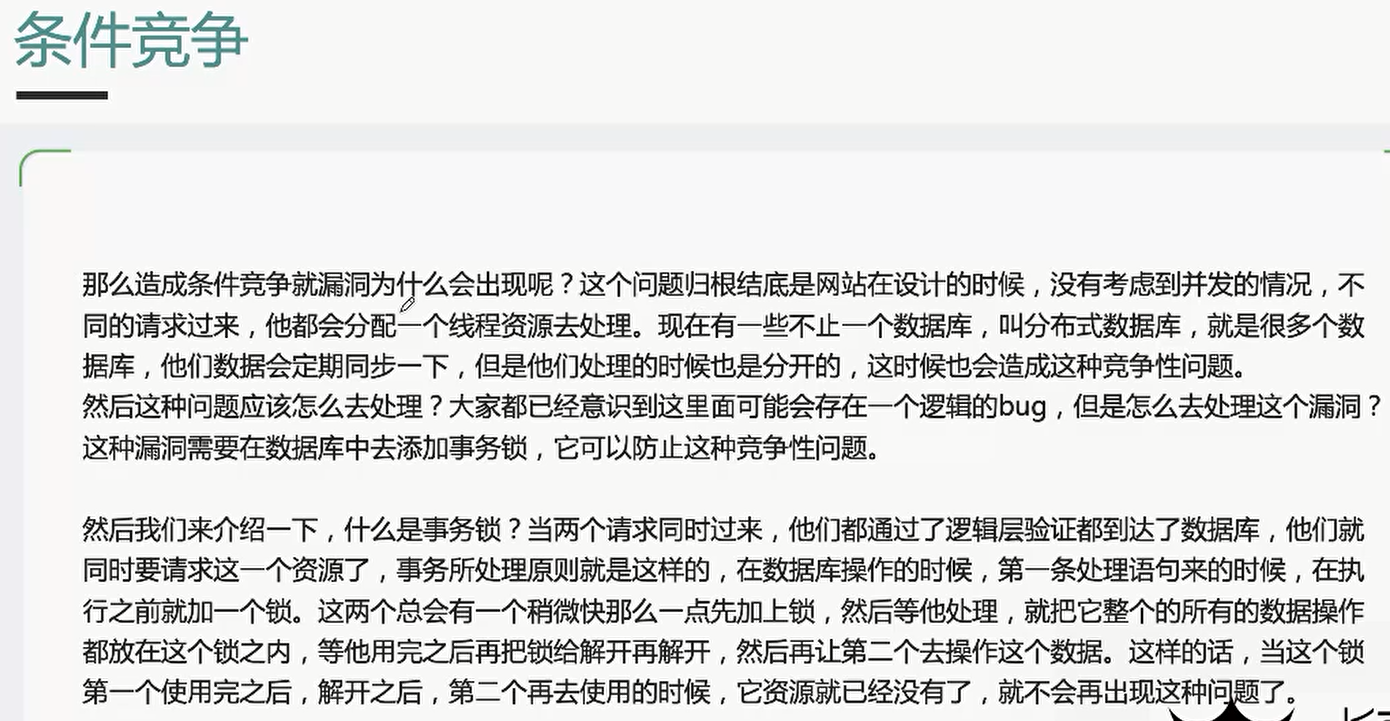 条件竞争
那么造成条件竞争就漏洞为什么会出现呢？这个问题归根结底是网站在设计的时候，没有考虑到并发的情况，不
同的请求过来，他都会分配一个线程资源去处理。现在有一些不止一个数据库，叫分布式数据库，就是很多个数
据库，他们数据会定期同步一下，但是他们处理的时候也是分开的，这时候也会造成这种竞争性问题。
然后这种问题应该怎么去处理？大家都已经意识到这里面可能会存在一个逻辑的bug，但是怎么去处理这个漏洞？
这种漏洞需要在数据库中去添加事务锁，它可以防止这种竞争性问题。
然后我们来介绍一下，什么是事务锁？当两个请求同时过来，他们都通过了逻辑层验证都到达了数据库，他们就
同时要请求这一个资源了，事务所处理原则就是这样的，在数据库操作的时候，第一条处理语句来的时候，在执
行之前就加一个锁。这两个总会有一个稍微快那么一点先加上锁，然后等他处理，就把它整个的所有的数据操作
都放在这个锁之内，等他用完之后再把锁给解开再解开，然后再让第二个去操作这个数据。这样的话，当这个锁
第一个使用完之后，解开之后，第二个再去使用的时候，它资源就已经没有了，就不会再出现这种问题了。